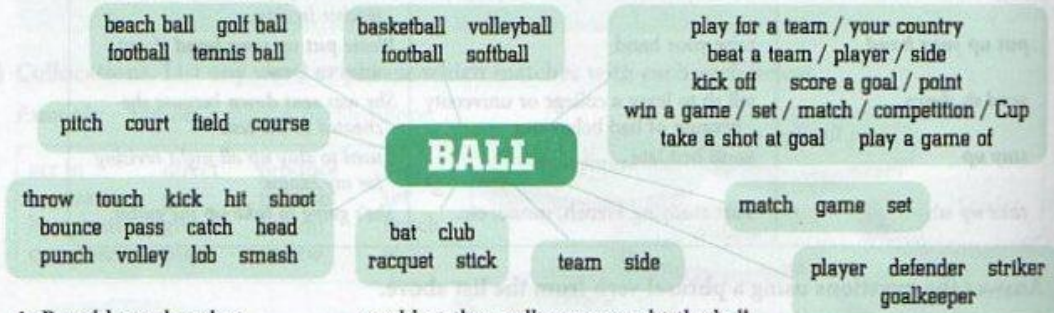 beach ball golf ball
football tennis ball
basketball volleyball
football softball
play for a team / your country
beat a team / player / side
kick off score a goal / point
win a game / set / match / competition / Cup
take a shot at goal play a game of
pitch court field course
BALL
throw touch kick hit shoot
bounce pass catch head
punch volley lob smash
bat club
racquet stick
team side
match game set
player defender striker
goalkeeper